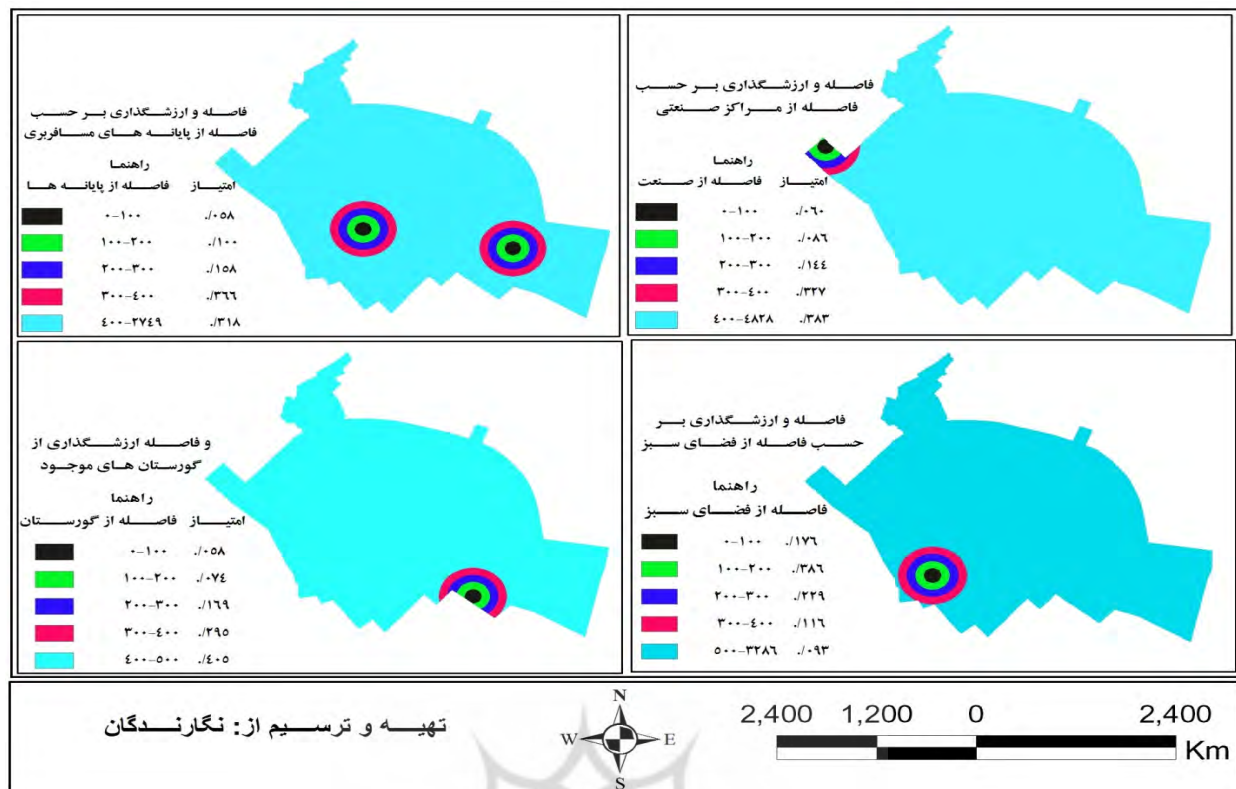 فاصله و ارزشگذاری بر حسب
فاصله از پایانه های مسافربری
راهنما
فاصله از پایانه ها امتیاز
۰-۱۰۰ ./۰۵۸
۱۰۰-۲۰۰ ./۱۰۰
۲۰۰-۳۰۰ ./۱۵۸
۳۰۰-۴۰۰ ./۳۶۶
۴۰۰-۲۷۴۹ ./۳۱۸
فاصله و ارزشگذاری بر حسب
فاصله از مراکز صنعتی
راهنما
فاصله از صنعت امتیاز
۰-۱۰۰ ./۰۶۰
۱۰۰-۲۰۰ ./۰۸۶
۲۰۰-۳۰۰ ./۱۴۴
۳۰۰-۴۰۰ ./۳۲۷
۴۰۰-۴۸۲۸ ./۳۸۳
و فاصله ارزشگذاری از
گورستان های موجود
راهنما
فاصله از گورستان امتیاز
۰-۱۰۰ ./۰۵۸
۱۰۰-۲۰۰ ./۰۷۴
۲۰۰-۳۰۰ ./۱۶۹
۳۰۰-۴۰۰ ./۲۹۵
۴۰۰-۵۰۰ ./۴۰۵
فاصله و ارزشگذاری بر
حسب فاصله از فضای سبز
راهنما
فاصله از فضای سبز
۰-۱۰۰ ./۱۷۶
۱۰۰-۲۰۰ ./۳۸۶
۲۰۰-۳۰۰ ./۲۲۹
۳۰۰-۴۰۰ ./۱۱۶
۵۰۰-۳۲۸۶ ./۰۹۳
تهیه و ترسیم از: نگارندگان
N
W E
S
2,400 1,200 0 2,400
Km